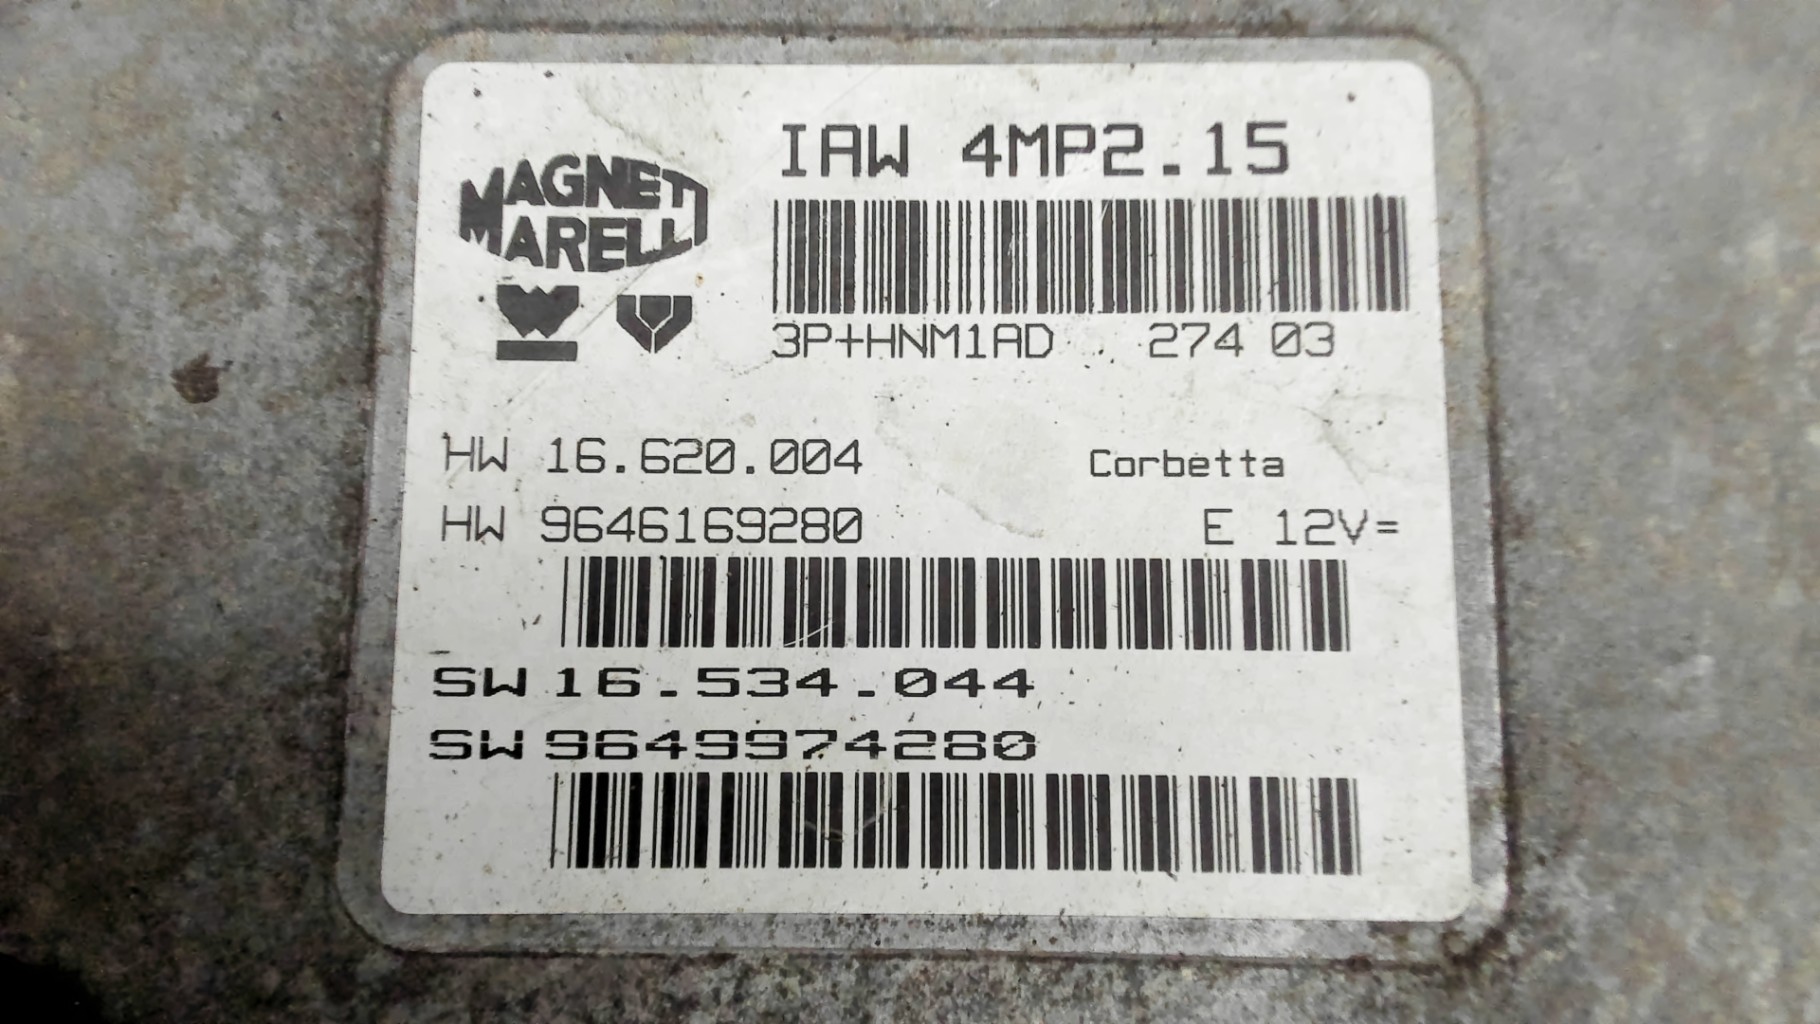 IAW 4MP2.15
MAGNETI
MARELLI
3P+HNM1AD 274 03
HW 16.620.004
Corbetta
HW 9646169280
E 12V=
SW 16.534.044
SW 9649974280